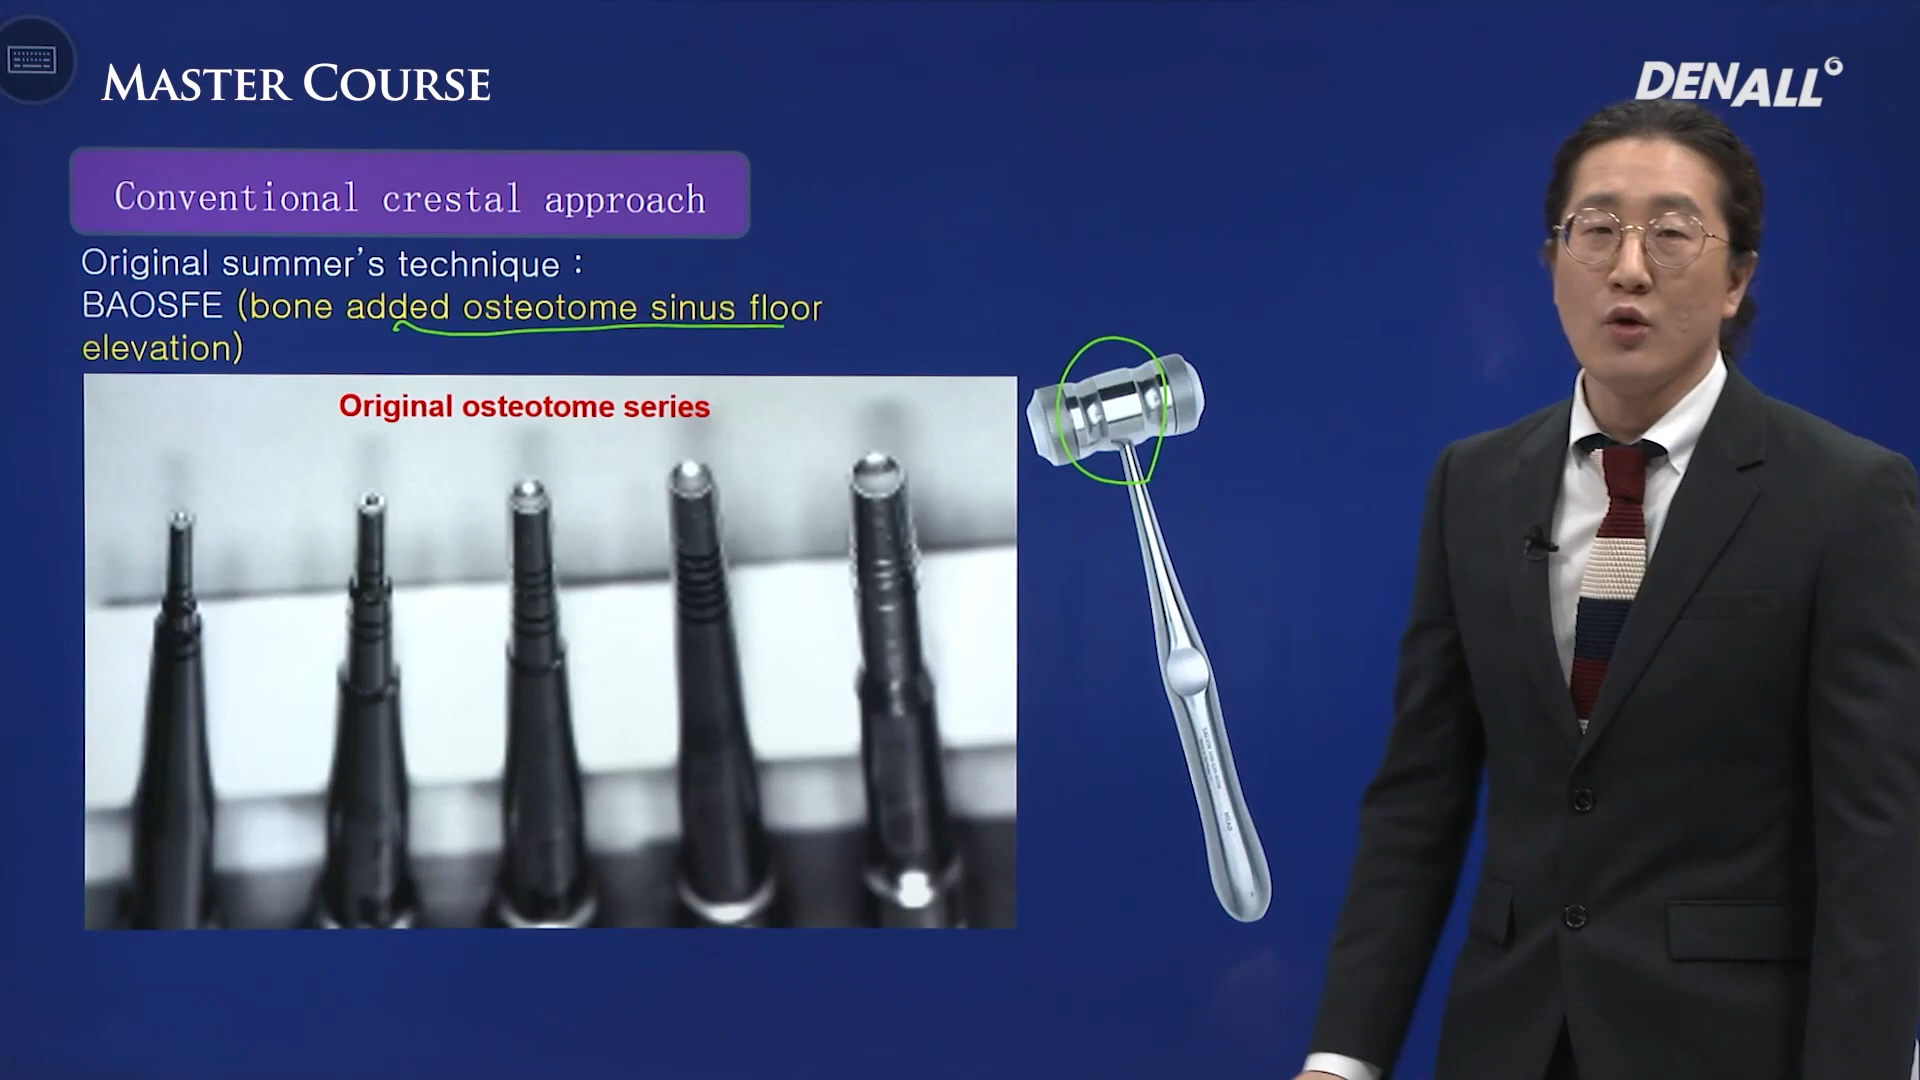 MASTER COURSE
DENALL
Conventional crestal approach
Original summer's technique :
BAOSFE (bone added osteotome sinus floor
elevation)
Original osteotome series